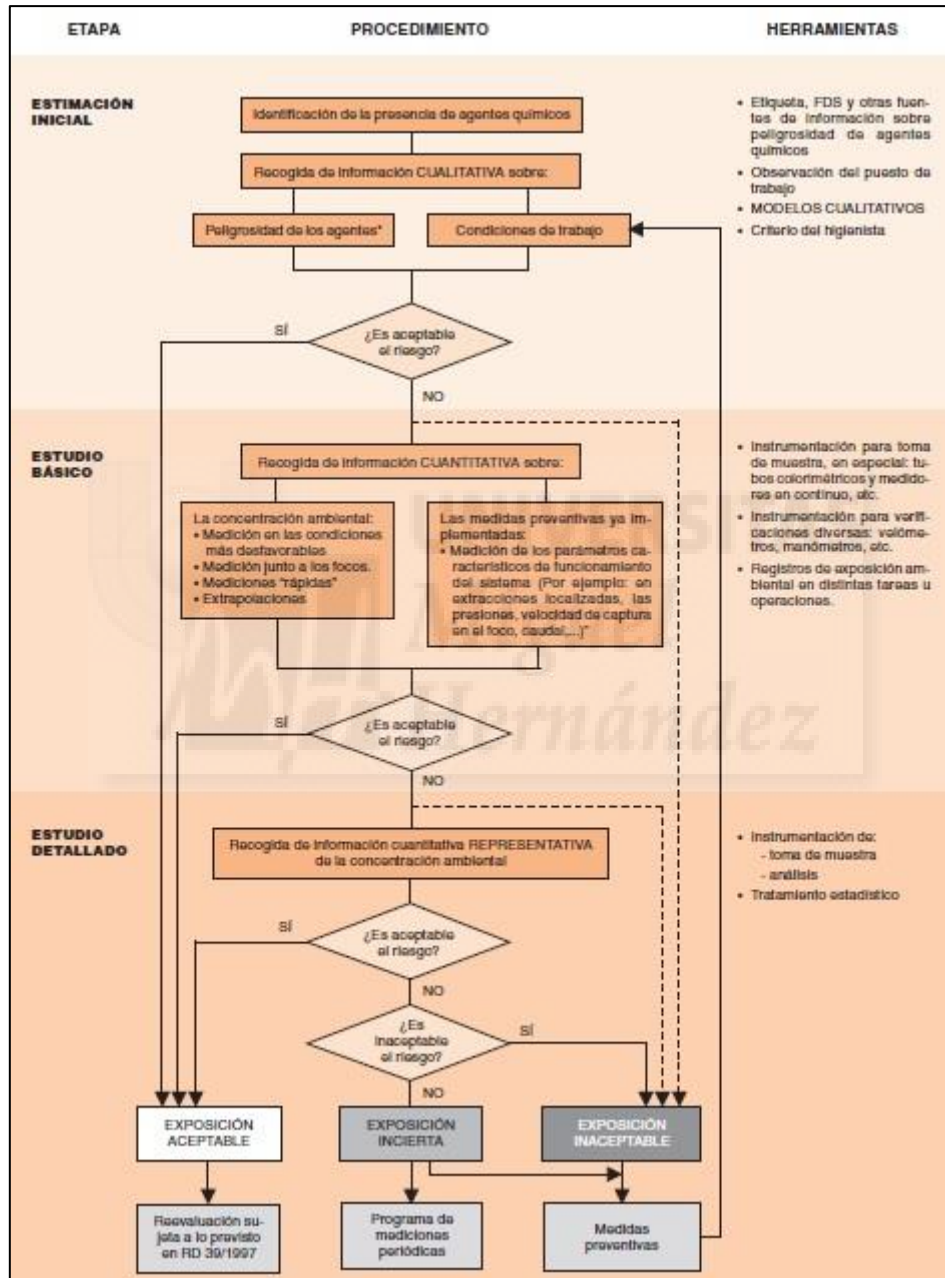 ETAPA
PROCEDIMIENTO
HERRAMIENTAS
ESTIMACIÓN
INICIAL
Identificación de la presencia de agentes químicos
Recogida de información CUALITATIVA sobre:
Peligrosidad de los agentes*
Condiciones de trabajo
¿Es aceptable
el riesgo?
SÍ
NO
• Etiqueta, FDS y otras fuen-
tes de información sobre
peligrosidad de agentes
químicos
• Observación del puesto de
trabajo
• MODELOS CUALITATIVOS
• Criterio del higienista
ESTUDIO
BÁSICO
Recogida de información CUANTITATIVA sobre:
La concentración ambiental:
• Medición en las condiciones
más desfavorables
• Medición junto a los focos.
• Mediciones "rápidas"
• Extrapolaciones
Las medidas preventivas ya im-
plementadas:
• Medición de los parámetros ca-
racterísticos de funcionamiento
del sistema (Por ejemplo: en
extracciones localizadas, las
presiones, velocidad de captura
en el foco, caudal,...)"
¿Es aceptable
el riesgo?
SÍ
NO
• Instrumentación para toma
de muestra, en especial: tu-
bos colorimétricos y medido-
res en continuo, etc.
• Instrumentación para verifi-
caciones diversas: velóme-
tros, manómetros, etc.
• Registros de exposición am-
biental en distintas tareas u
operaciones.
UNIVERSIT
Miguel
Hernández
ESTUDIO
DETALLADO
Recogida de información cuantitativa REPRESENTATIVA
de la concentración ambiental
¿Es aceptable
el riesgo?
SÍ
NO
¿Es
inaceptable
el riesgo?
SÍ
NO
• Instrumentación de:
- toma de muestra
- análisis
• Tratamiento estadístico
EXPOSICIÓN
ACEPTABLE
EXPOSICIÓN
INCIERTA
EXPOSICIÓN
INACEPTABLE
Reevaluación su-
jeta a lo previsto
en RD 39/1997
Programa de
mediciones
periódicas
Medidas
preventivas